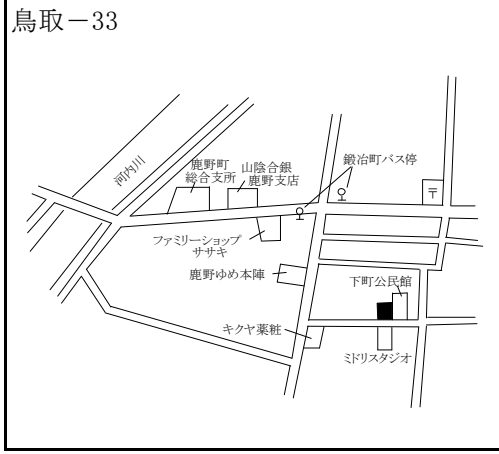 鳥取－33
河内川
鹿野町
総合支所
山陰合銀
鹿野支店
鍛冶町バス停
〒
ファミリーショップ
ササキ
鹿野ゆめ本陣
下町公民館
キクヤ薬粧
ミドリスタジオ